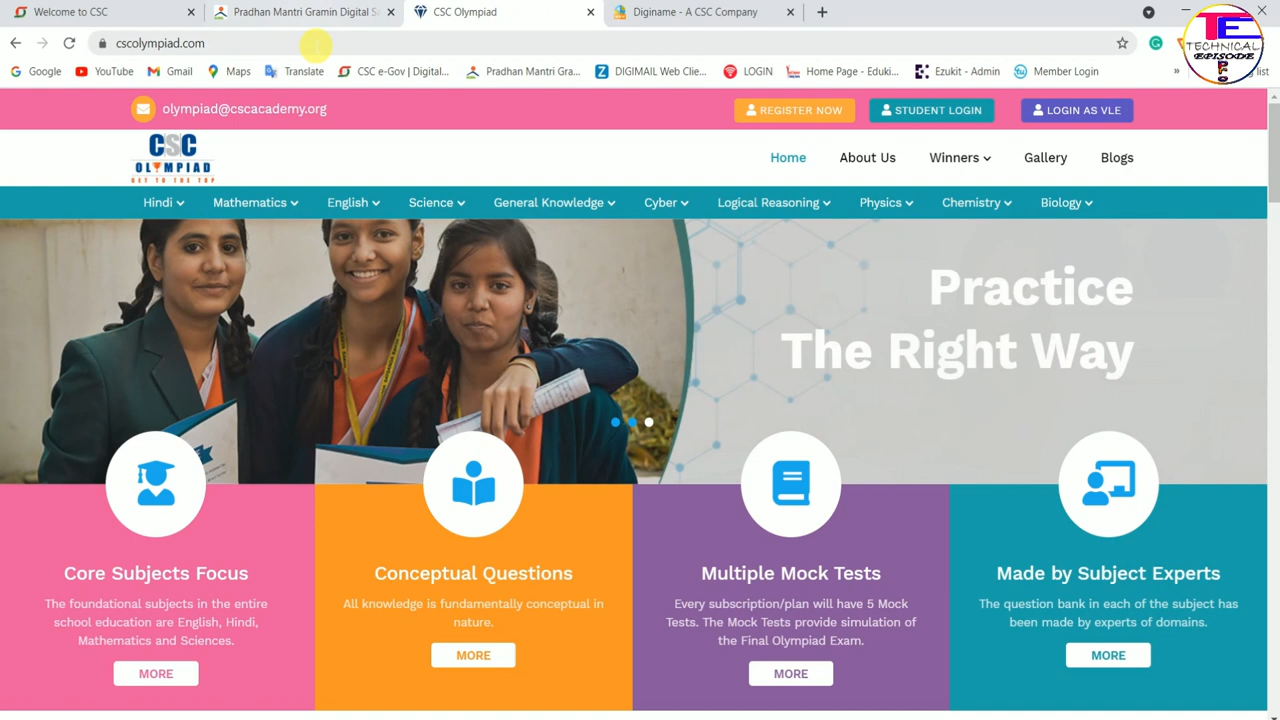 Welcome to CSC
Pradhan Mantri Gramin Digital S
CSC Olympiad
Diginame - A CSC Company
cscolympiad.com
Google
YouTube
Gmail
Maps
Translate
CSC e-Gov | Digital...
Pradhan Mantri Gra...
DIGIMAIL Web Clie...
LOGIN
Home Page - Eduki...
Ezukit - Admin
Member Login
»
list
TE
TECHNICAL
EPISODE
olympiad@cscacademy.org
REGISTER NOW
STUDENT LOGIN
LOGIN AS VLE
CSC
OLYMPIAD
GET TO THE TOP
Home
About Us
Winners
Gallery
Blogs
Hindi
Mathematics
English
Science
General Knowledge
Cyber
Logical Reasoning
Physics
Chemistry
Biology
Practice
The Right Way
Core Subjects Focus
The foundational subjects in the entire
school education are English, Hindi,
Mathematics and Sciences.
MORE
Conceptual Questions
All knowledge is fundamentally conceptual in
nature.
MORE
Multiple Mock Tests
Every subscription/plan will have 5 Mock
Tests. The Mock Tests provide simulation of
the Final Olympiad Exam.
MORE
Made by Subject Experts
The question bank in each of the subject has
been made by experts of domains.
MORE